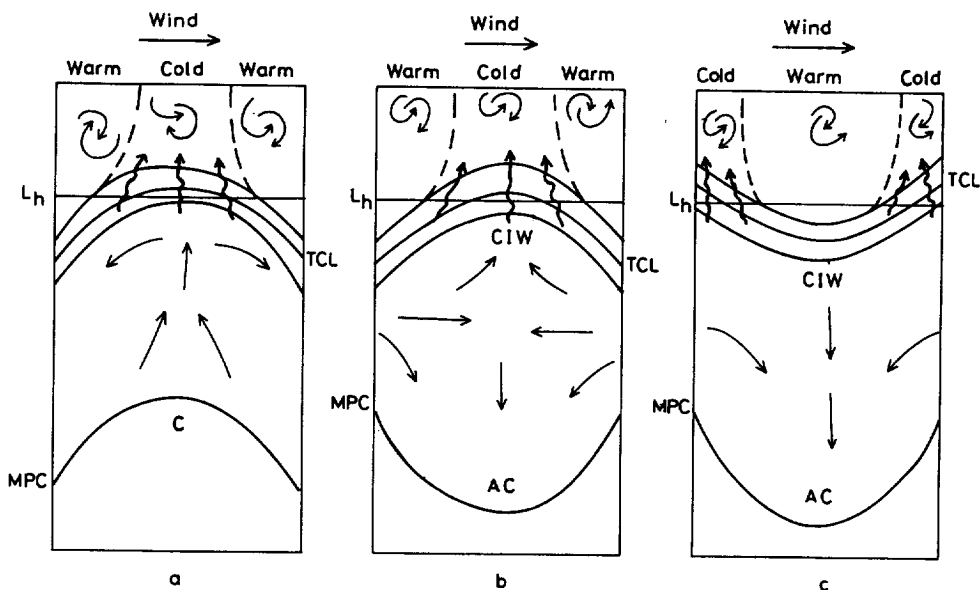 Wind
Warm Cold Warm
Lh
TCL
C
MPC
a
Wind
Warm Cold Warm
Lh
CIW
TCL
MPC
AC
b
Wind
Cold Warm Cold
TCL
Lh
CIW
MPC
AC
c